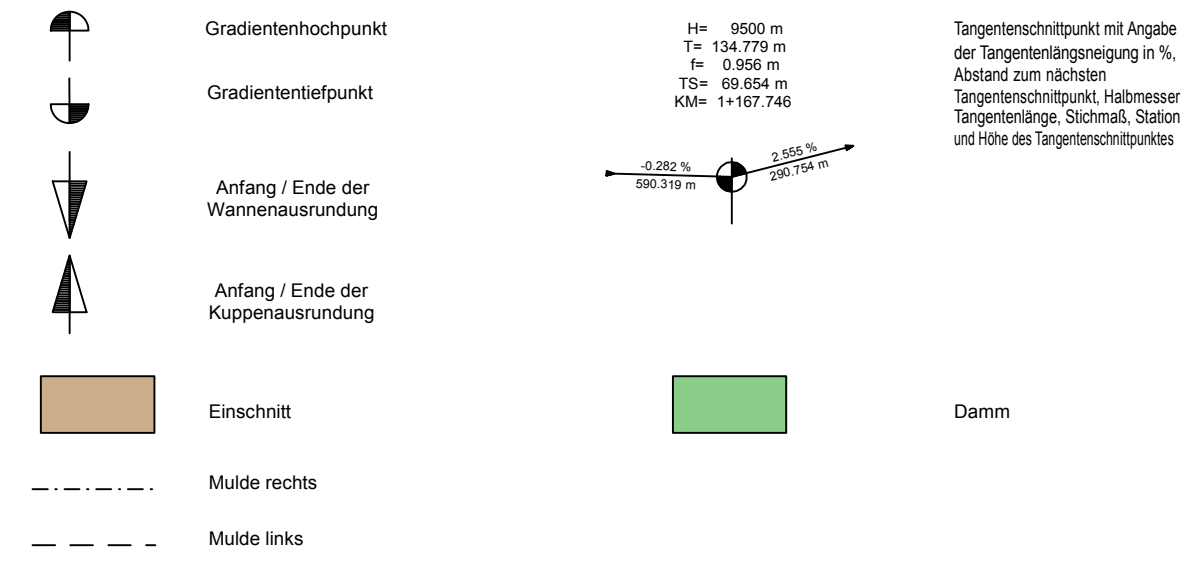 Gradientenhochpunkt
Gradiententiefpunkt
Anfang / Ende der
Wannenausrundung
Anfang / Ende der
Kuppenausrundung
Einschnitt
Mulde rechts
Mulde links
H= 9500 m
T= 134.779 m
f= 0.956 m
TS= 69.654 m
KM= 1+167.746
-0.282 %
590.319 m
2.555 %
290.754 m
Tangentenschnittpunkt mit Angabe
der Tangentenlängsneigung in %,
Abstand zum nächsten
Tangentenschnittpunkt, Halbmesser
Tangentenlänge, Stichmaß, Station
und Höhe des Tangentenschnittpunktes
Damm